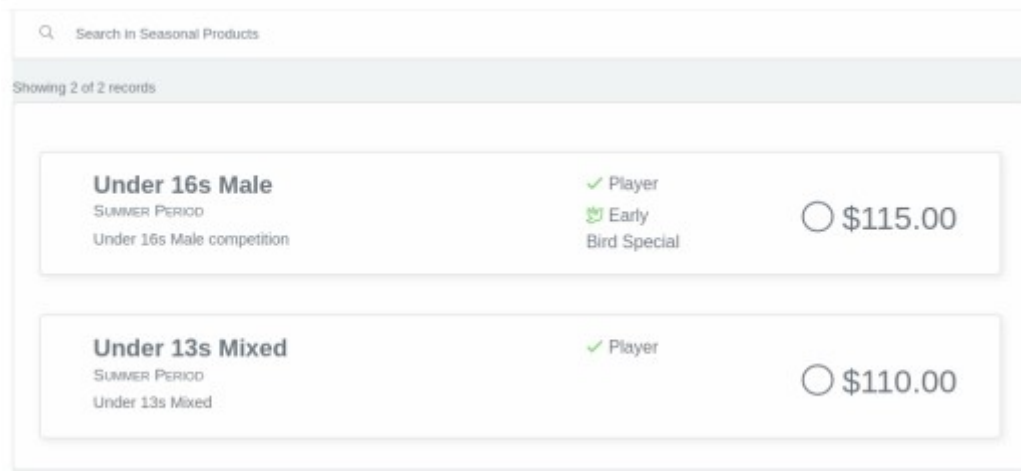 Search in Seasonal Products
Showing 2 of 2 records
Under 16s Male
SUMMER PERIOD
Under 16s Male competition
Player
Early
Bird Special
$115.00
Under 13s Mixed
SUMMER PERIOD
Under 13s Mixed
Player
$110.00